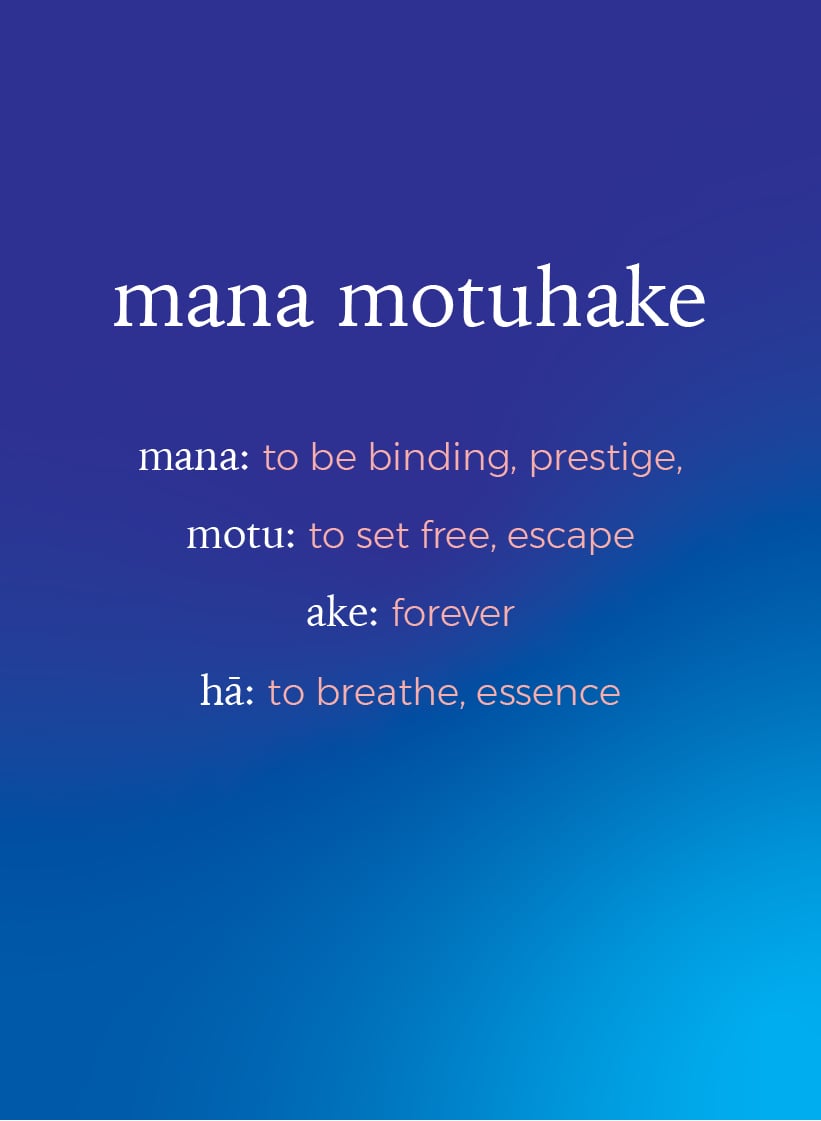 mana motuhake
mana: to be binding, prestige,
motu: to set free, escape
ake: forever
hā: to breathe, essence